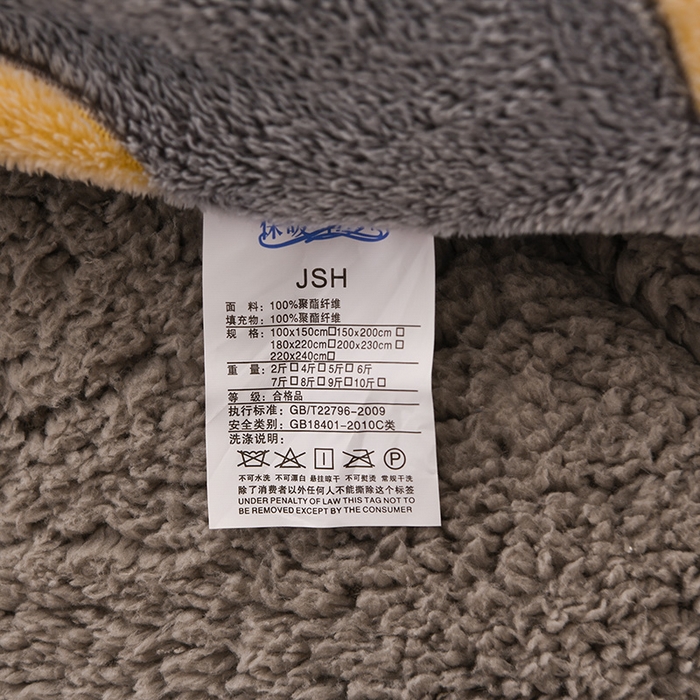 JSH
面 料: 100%聚酯纤维
填充物: 100%聚酯纤维
规 格: 100x150cm□150x200cm □
180x220cm□200x230cm □
220x240cm□
重 量: 2斤□4斤□5斤□6斤
7斤□8斤□9斤□10斤□
等 级: 合格品
执行标准: GB/T22796-2009
安全类别: GB18401-2010C类
洗涤说明:
P
不可水洗 不可漂白 悬挂晾干 不可熨烫 常规干洗
除了消费者以外任何人不能撕除这个标签
UNDER PENALTY OF LAW THIS TAG NOT TO
BE REMOVED EXCEPT BY THE CONSUMER